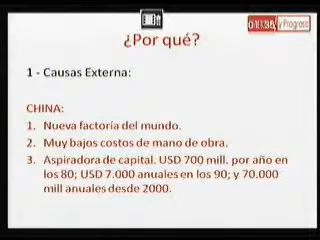 y Progreso
¿Por qué?
1 - Causas Externa:
CHINA:
1. Nueva factoría del mundo.
2. Muy bajos costos de mano de obra.
3. Aspiradora de capital. USD 700 mill. por año en
los 80; USD 7.000 anuales en los 90; y 70.000
mill anuales desde 2000.